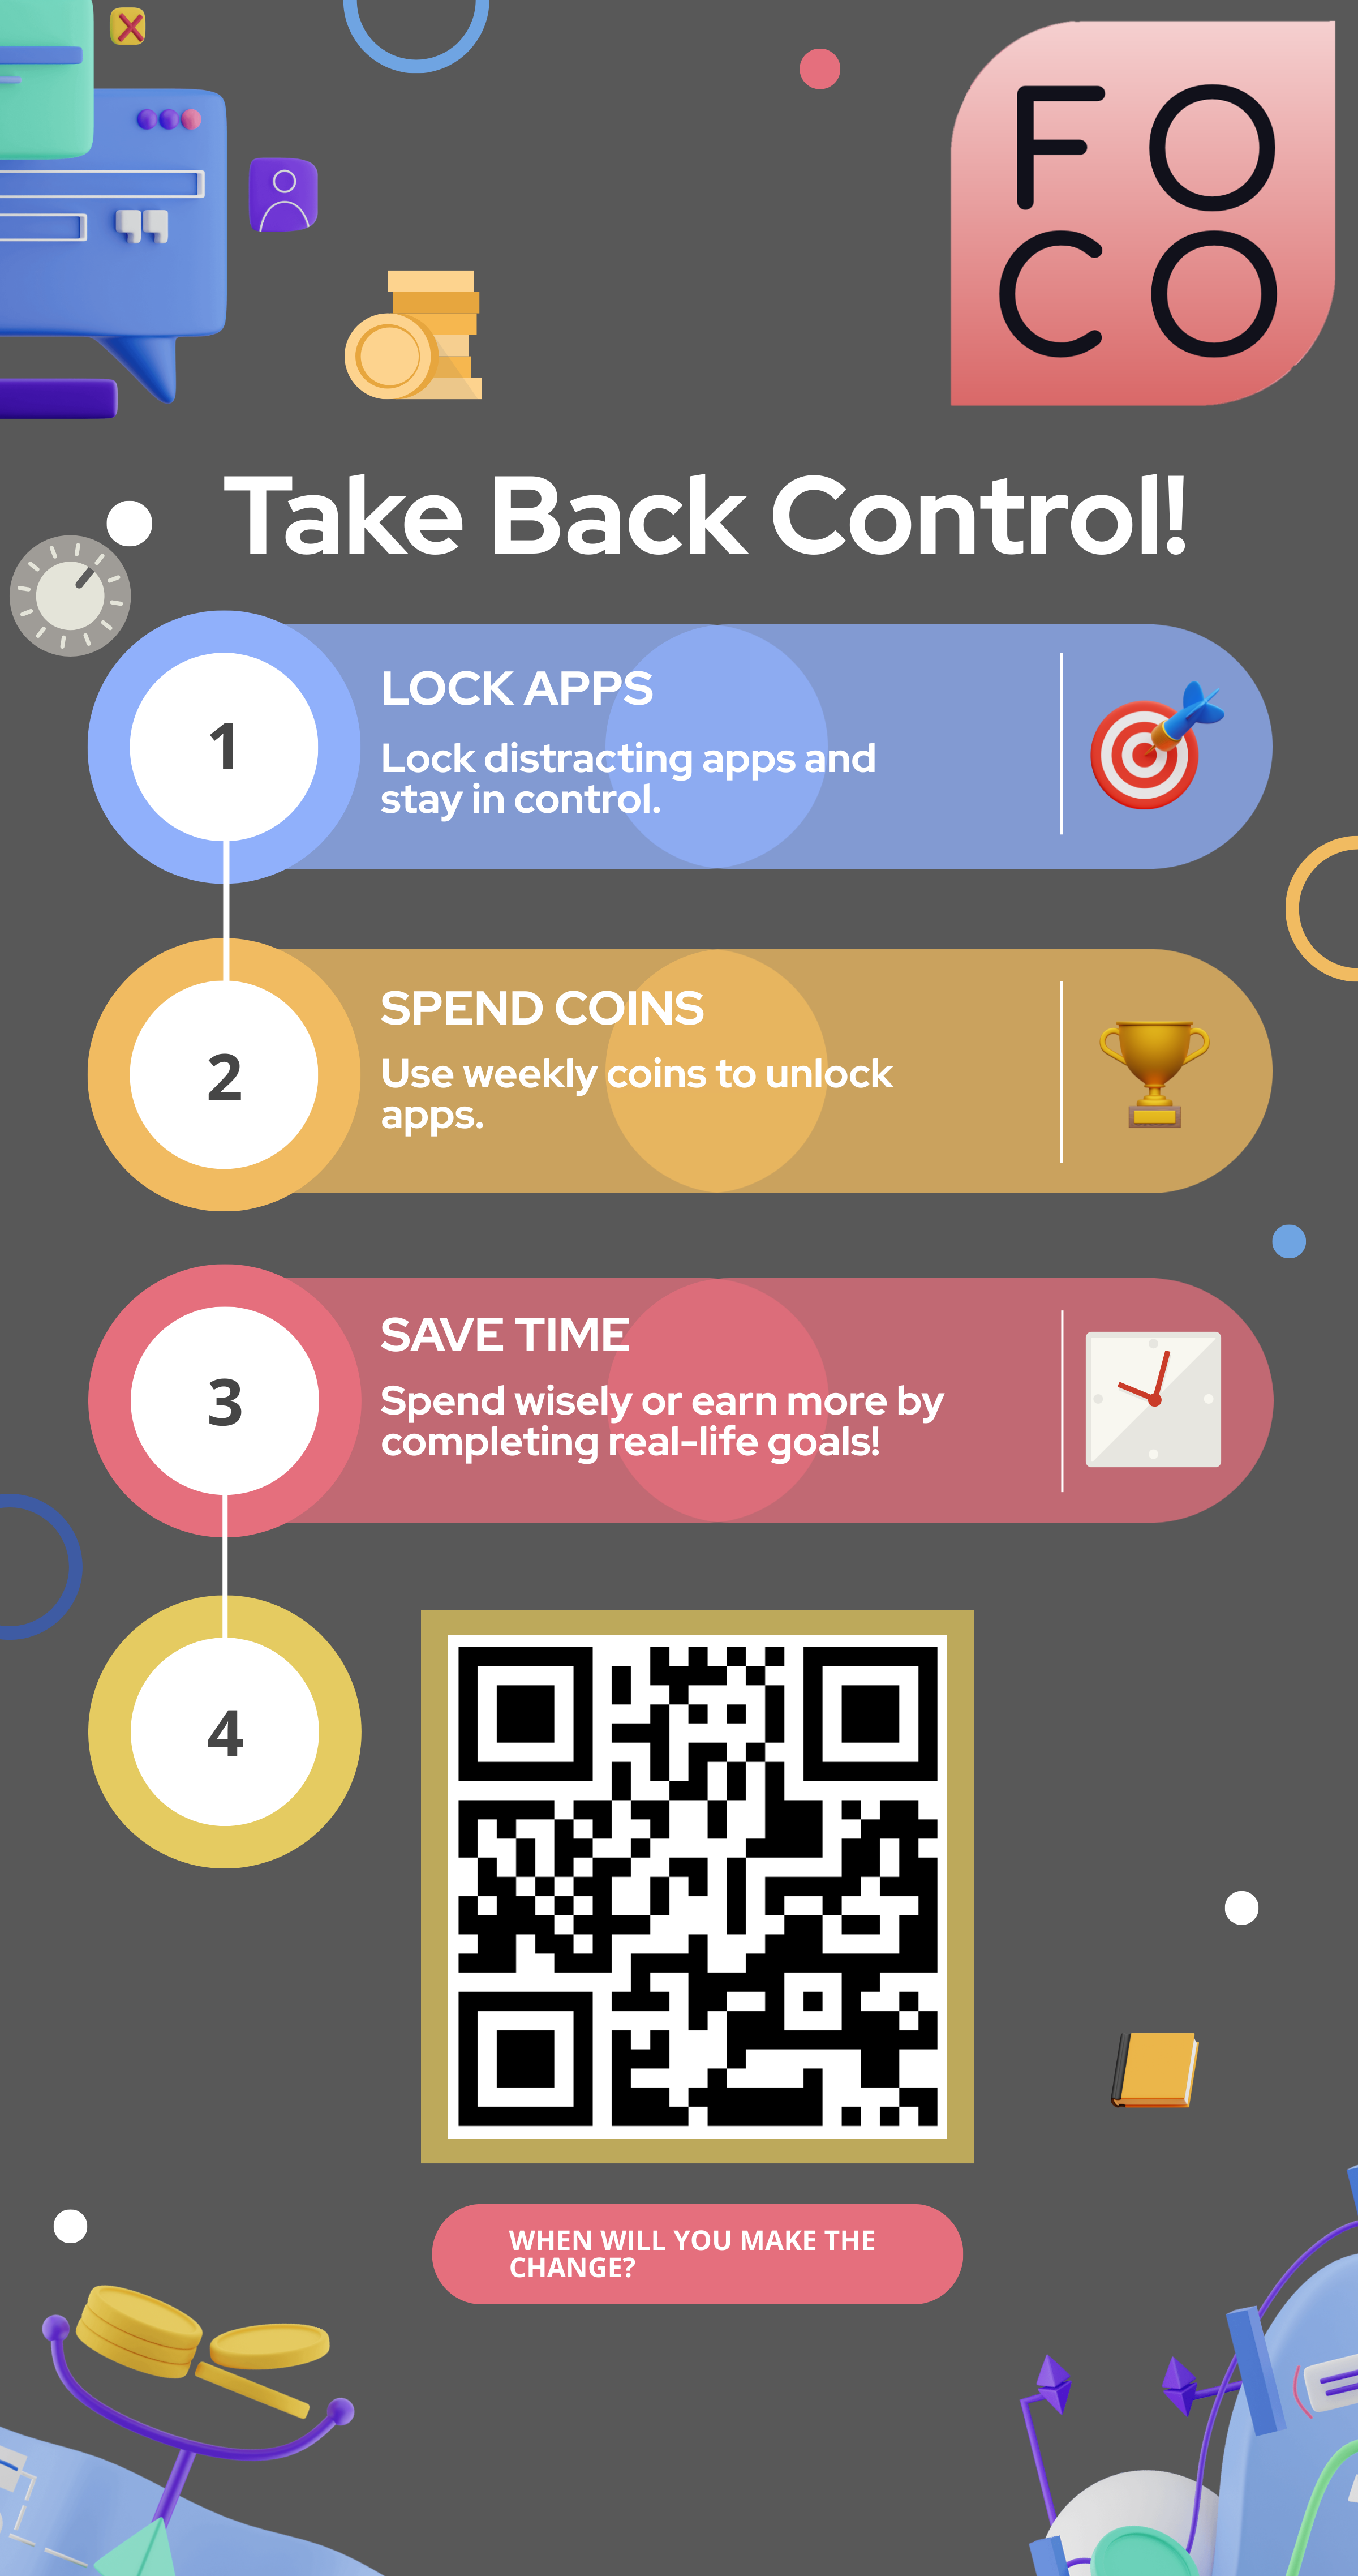 FO
CO
Take Back Control!
1
LOCK APPS
Lock distracting apps and
stay in control.
2
SPEND COINS
Use weekly coins to unlock
apps.
3
SAVE TIME
Spend wisely or earn more by
completing real-life goals!
4
WHEN WILL YOU MAKE THE
CHANGE?